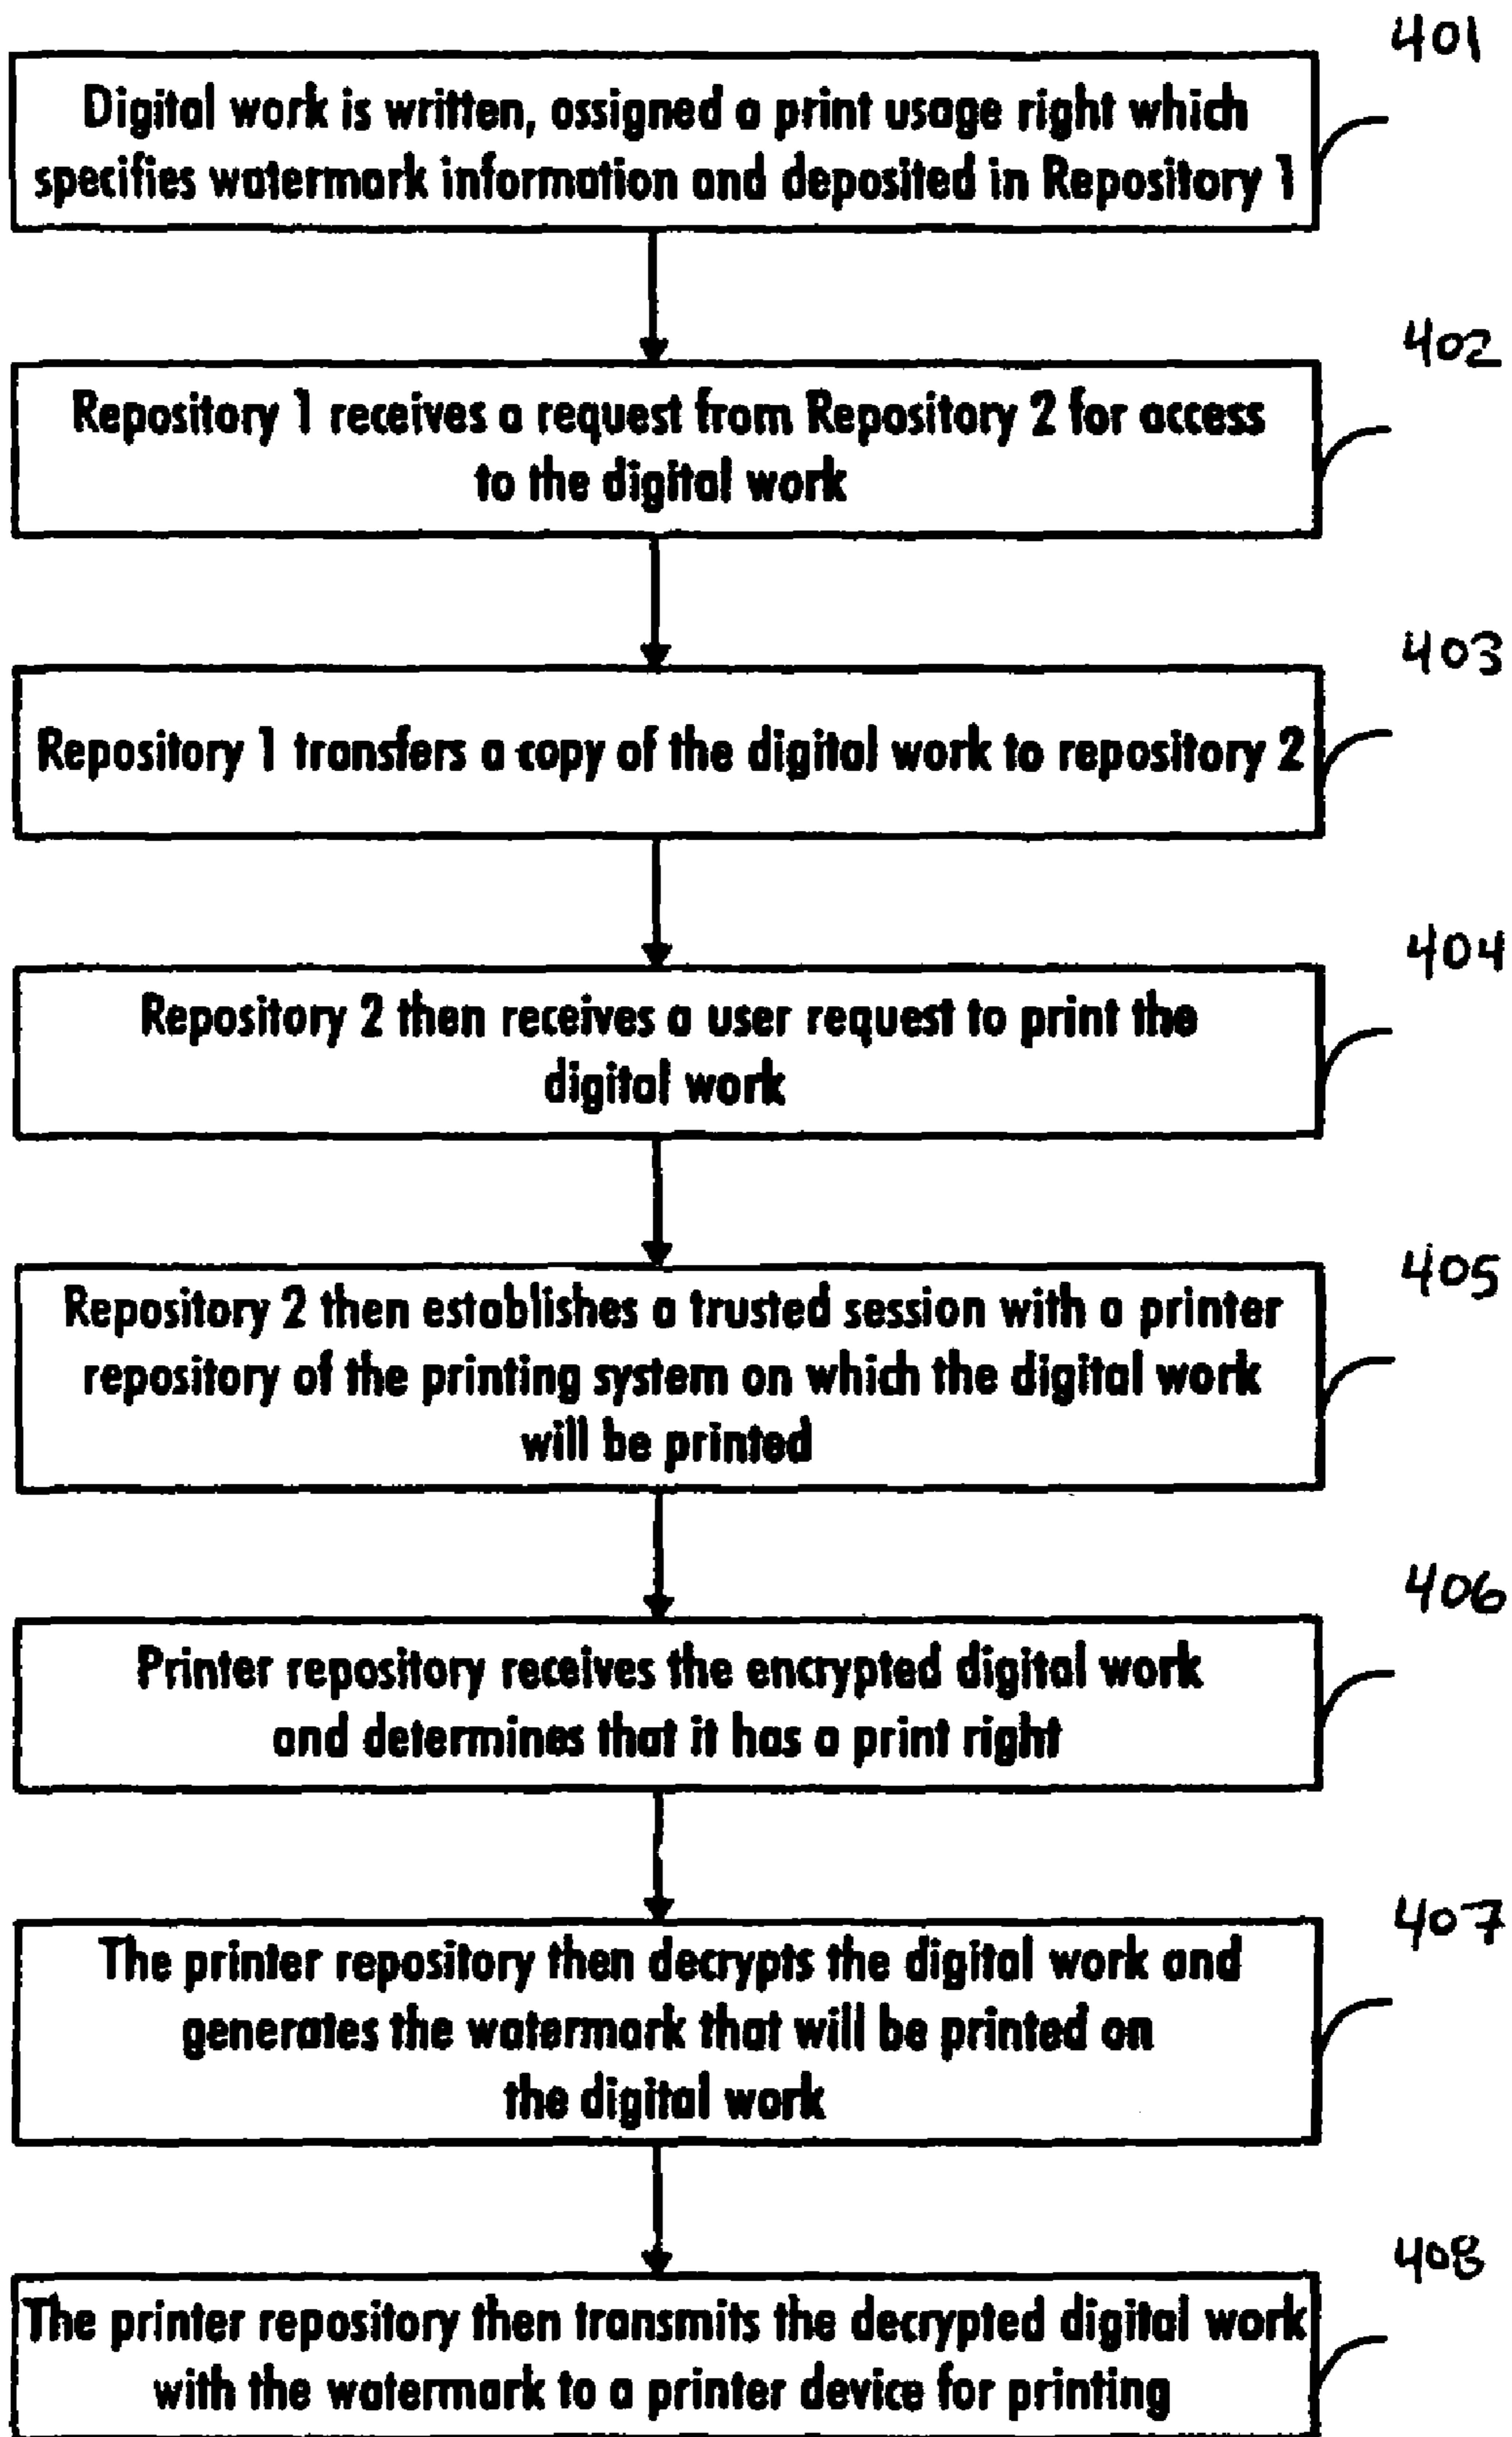 401
Digital work is written, assigned a print usage right which
specifies watermark information and deposited in Repository 1
402
Repository 1 receives a request from Repository 2 for access
to the digital work
403
Repository 1 transfers a copy of the digital work to repository 2
404
Repository 2 then receives a user request to print the
digital work
405
Repository 2 then establishes a trusted session with a printer
repository of the printing system on which the digital work
will be printed
406
Printer repository receives the encrypted digital work
and determines that it has a print right
407
The printer repository then decrypts the digital work and
generates the watermark that will be printed on
the digital work
408
The printer repository then transmits the decrypted digital work
with the watermark to a printer device for printing